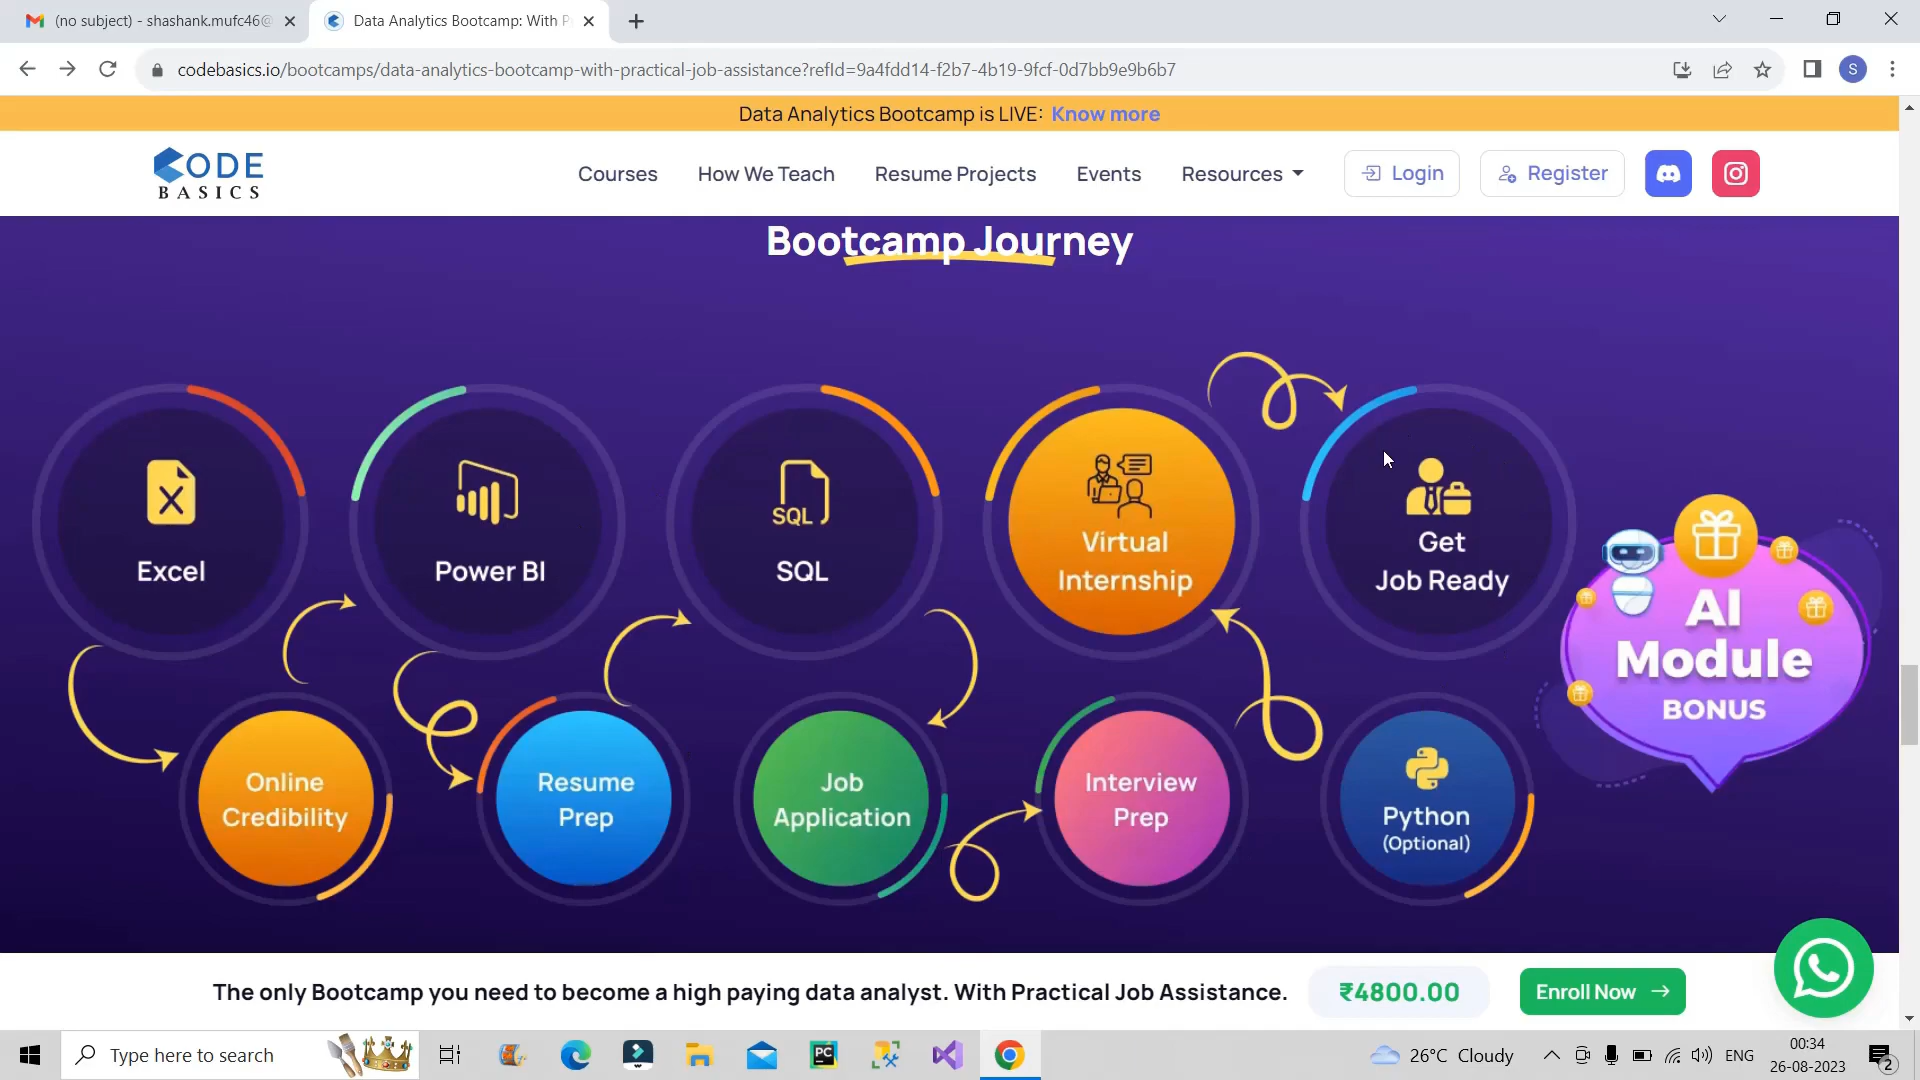 (no subject) - shashank.mufc46@
Data Analytics Bootcamp: With P
codebasics.io/bootcamps/data-analytics-bootcamp-with-practical-job-assistance?refId=9a4fdd14-f2b7-4b19-9fcf-0d7bb9e9b6b7
S
Data Analytics Bootcamp is LIVE: Know more
CODE
BASICS
Courses
How We Teach
Resume Projects
Events
Resources
Login
Register
Bootcamp Journey
Excel
Power BI
SQL
SQL
Virtual
Internship
Get
Job Ready
AI
Module
BONUS
Online
Credibility
Resume
Prep
Job
Application
Interview
Prep
Python
(Optional)
The only Bootcamp you need to become a high paying data analyst. With Practical Job Assistance.
₹4800.00
Enroll Now
Type here to search
PC
26°C Cloudy
ENG
00:34
26-08-2023
2